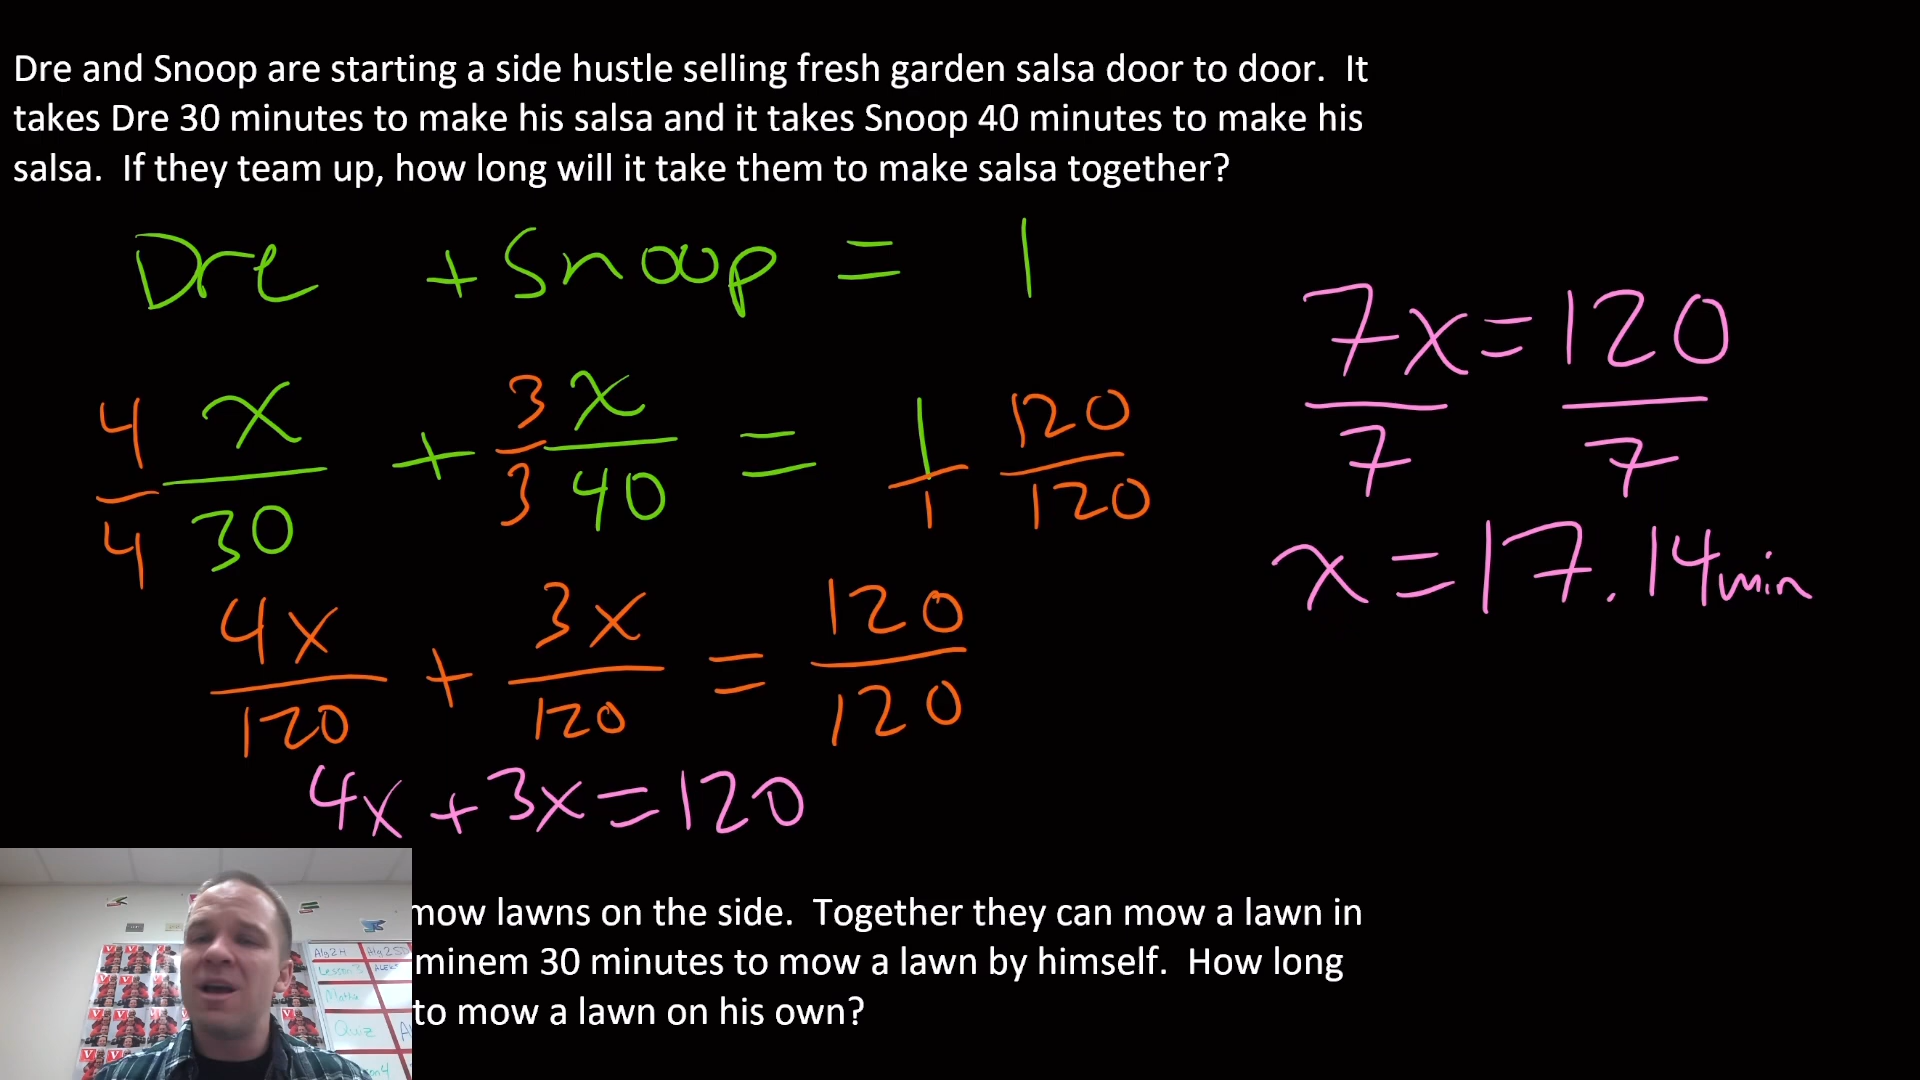 Dre and Snoop are starting a side hustle selling fresh garden salsa door to door. It
takes Dre 30 minutes to make his salsa and it takes Snoop 40 minutes to make his
salsa. If they team up, how long will it take them to make salsa together?
Dre + Snoop = 1
4/4 x/30 + 3/3 x/40 = 1/1 120/120
4x/120 + 3x/120 = 120/120
4x + 3x = 120
7x = 120
7 7
x = 17.14 min
mow lawns on the side. Together they can mow a lawn in
minem 30 minutes to mow a lawn by himself. How long
to mow a lawn on his own?
Alg2H
Lesson
Quiz